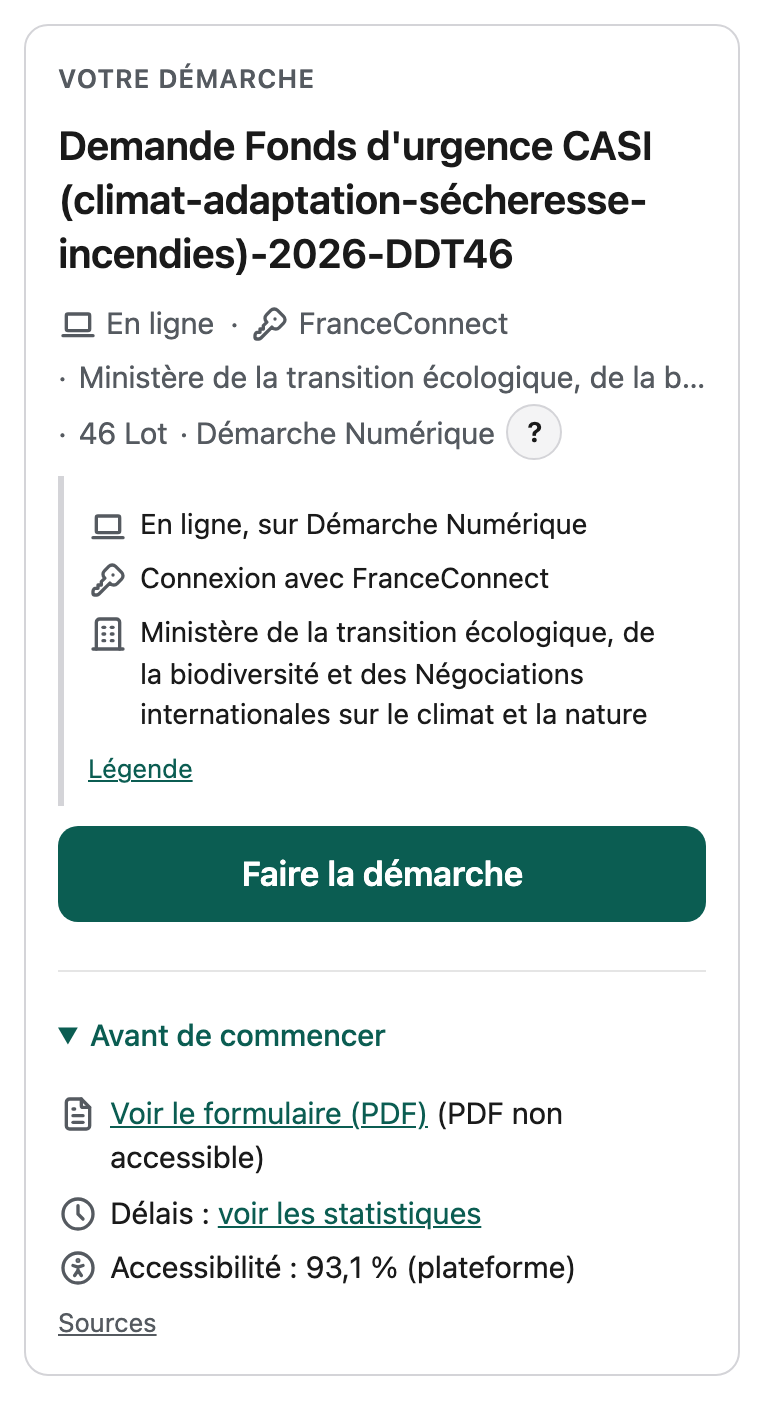 VOTRE DÉMARCHE
Demande Fonds d'urgence CASI
(climat-adaptation-sécheresse-
incendies)-2026-DDT46
En ligne · FranceConnect
· Ministère de la transition écologique, de la b...
· 46 Lot · Démarche Numérique ?
En ligne, sur Démarche Numérique
Connexion avec FranceConnect
Ministère de la transition écologique, de
la biodiversité et des Négociations
internationales sur le climat et la nature
Légende
Faire la démarche
▼ Avant de commencer
Voir le formulaire (PDF) (PDF non
accessible)
Délais : voir les statistiques
Accessibilité : 93,1 % (plateforme)
Sources